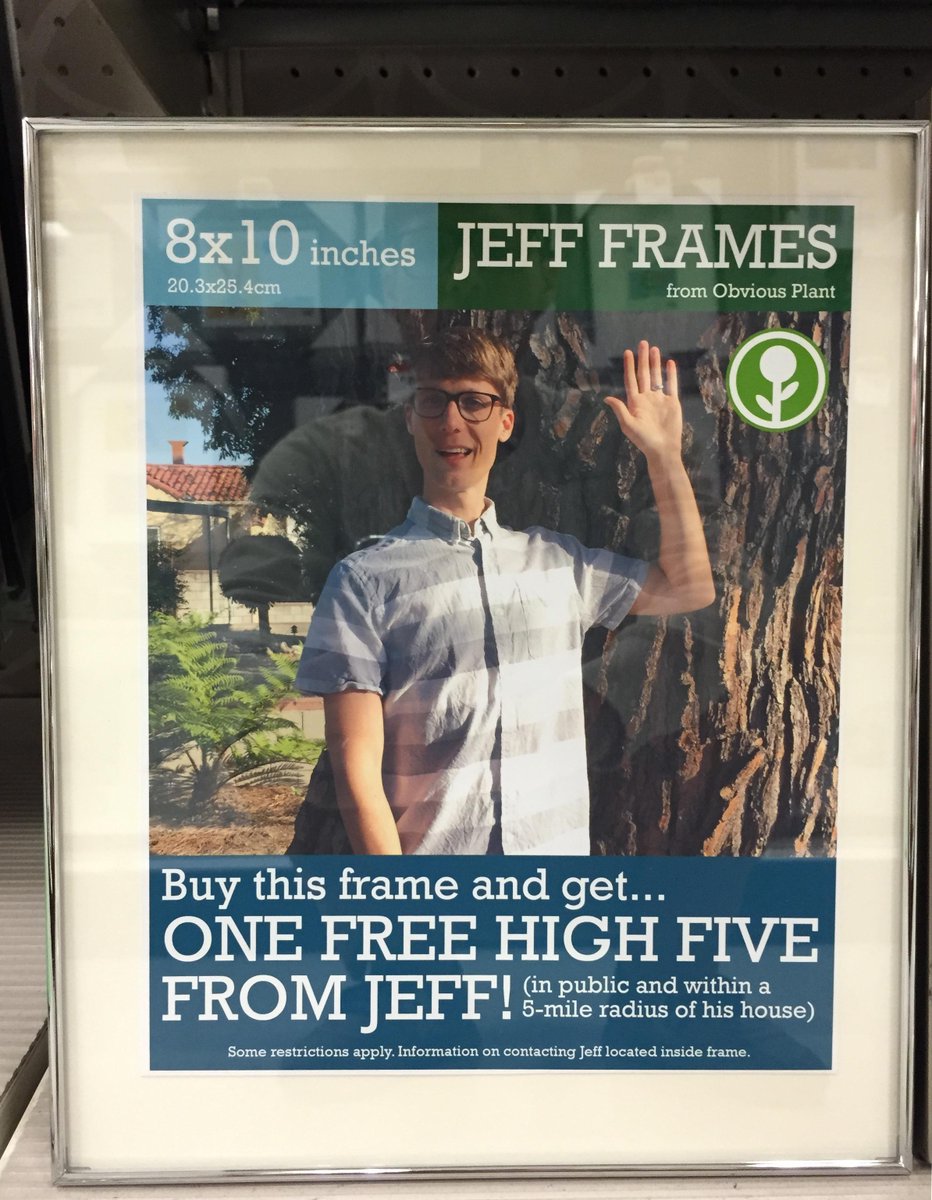 8x10 inches
20.3x25.4cm
JEFF FRAMES
from Obvious Plant
Buy this frame and get...
ONE FREE HIGH FIVE
FROM JEFF! (in public and within a
5-mile radius of his house)
Some restrictions apply. Information on contacting Jeff located inside frame.